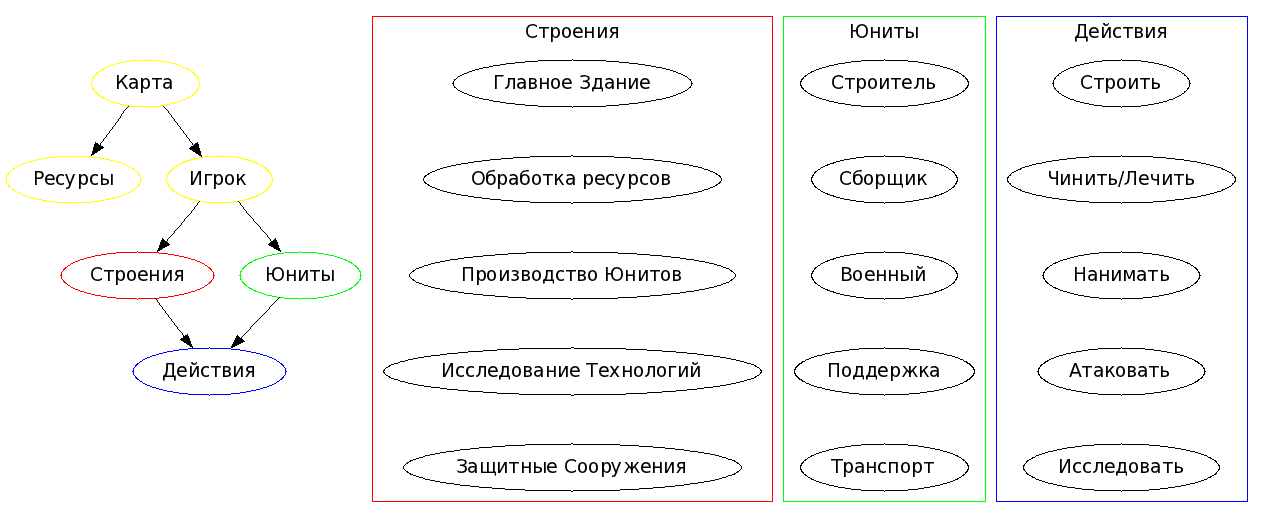 Карта
Ресурсы
Игрок
Строения
Юниты
Действия
Строения
Главное Здание
Обработка ресурсов
Производство Юнитов
Исследование Технологий
Защитные Сооружения
Юниты
Строитель
Сборщик
Военный
Поддержка
Транспорт
Действия
Строить
Чинить/Лечить
Нанимать
Атаковать
Исследовать